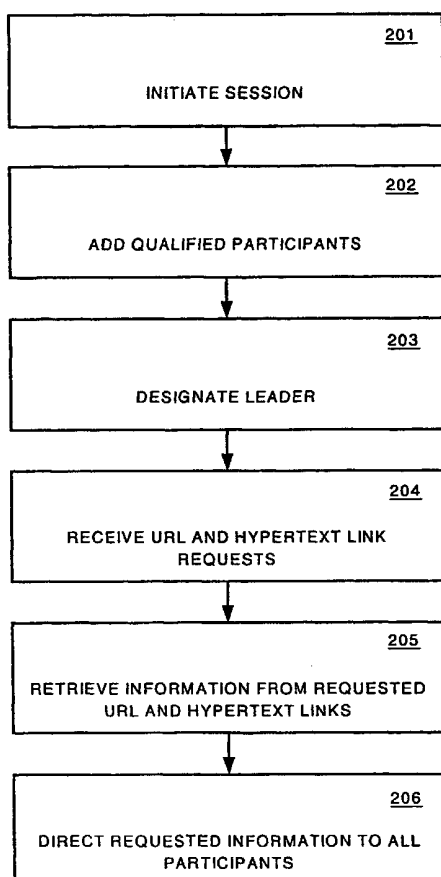 201
INITIATE SESSION
202
ADD QUALIFIED PARTICIPANTS
203
DESIGNATE LEADER
204
RECEIVE URL AND HYPERTEXT LINK
REQUESTS
205
RETRIEVE INFORMATION FROM REQUESTED
URL AND HYPERTEXT LINKS
206
DIRECT REQUESTED INFORMATION TO ALL
PARTICIPANTS